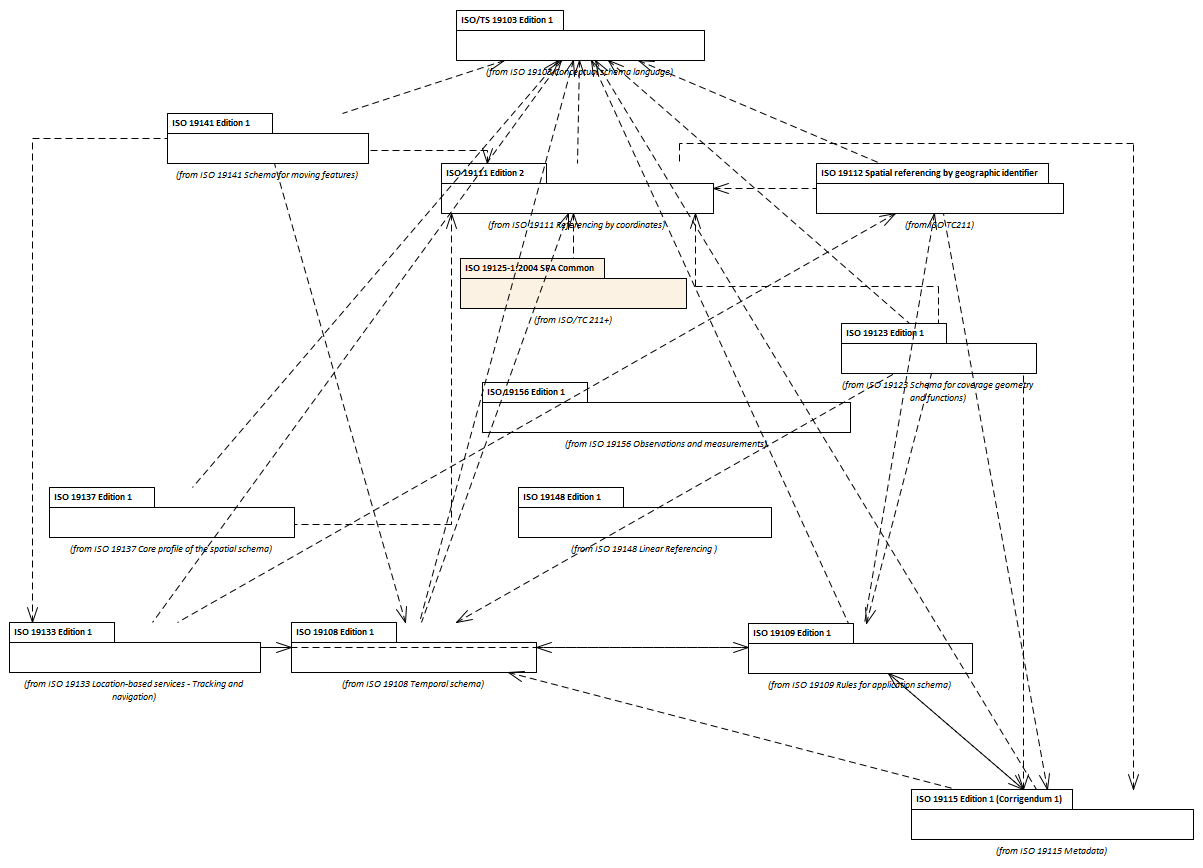 ISO/TS 19103 Edition 1
(from ISO 19103 Conceptual schema language)
ISO 19141 Edition 1
(from ISO 19141 Schema for moving features)
ISO 19111 Edition 2
(from ISO 19111 Referencing by coordinates)
ISO 19112 Spatial referencing by geographic identifier
(from ISO TC211)
ISO 19125-1:2004 SFA Common
(from ISO/TC 211+)
ISO 19123 Edition 1
(from ISO 19123 Schema for coverage geometry
and functions)
ISO 19156 Edition 1
(from ISO 19156 Observations and measurements)
ISO 19137 Edition 1
(from ISO 19137 Core profile of the spatial schema)
ISO 19148 Edition 1
(from ISO 19148 Linear Referencing )
ISO 19133 Edition 1
(from ISO 19133 Location-based services - Tracking and
navigation)
ISO 19108 Edition 1
(from ISO 19108 Temporal schema)
ISO 19109 Edition 1
(from ISO 19109 Rules for application schema)
ISO 19115 Edition 1 (Corrigendum 1)
(from ISO 19115 Metadata)